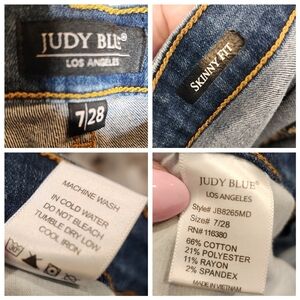 JUDY BLUE®
LOS ANGELES
7|28
SKINNY FIT
MACHINE WASH
IN COLD WATER
DO NOT BLEACH
TUMBLE DRY LOW
COOL IRON
JUDY BLUE®
LOS ANGELES
Style# JB8265MD
Size# 7/28
RN# 116380
66% COTTON
21% POLYESTER
11% RAYON
2% SPANDEX
MADE IN VIETNAM